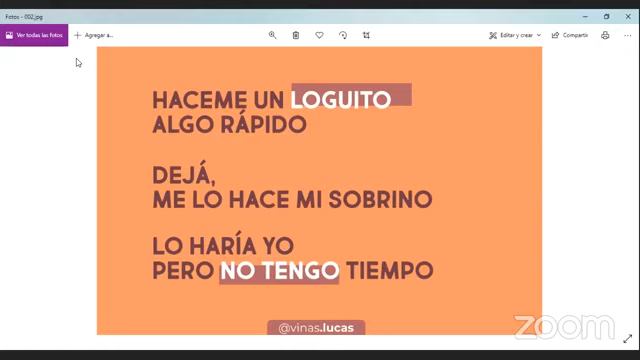 Fotos - 002.jpg
Ver todas las fotos
Agregar a...
Editar y crear
Compartir
HACEME UN LOGUITO
ALGO RÁPIDO
DEJÁ,
ME LO HACE MI SOBRINO
LO HARÍA YO
PERO NO TENGO TIEMPO
@vinas.lucas
zoom